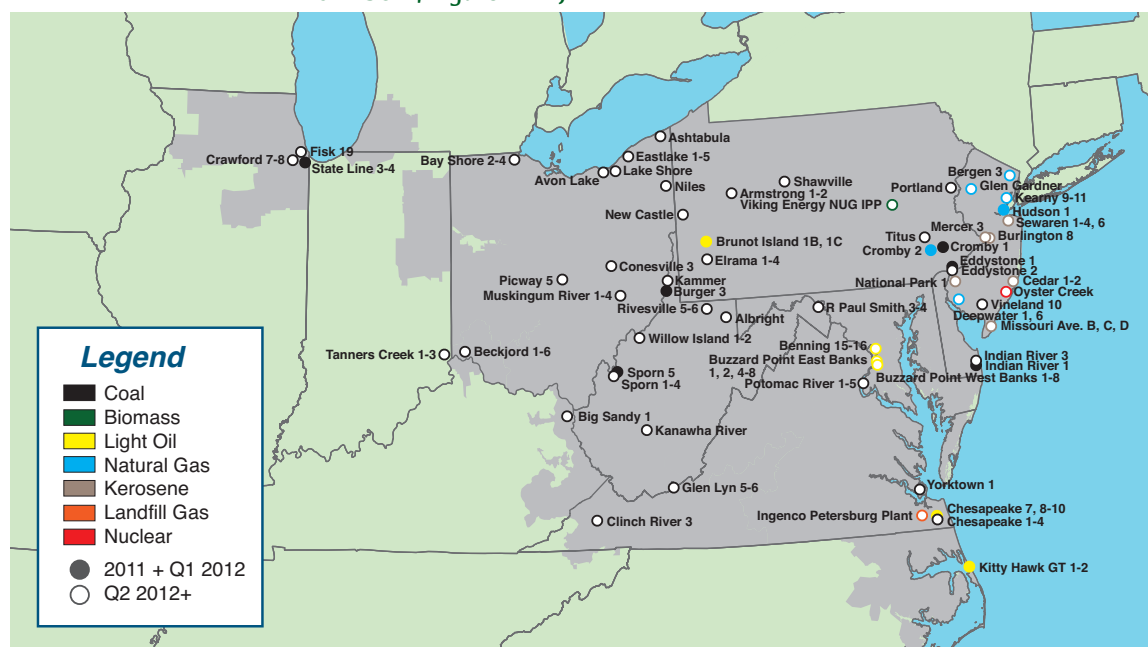 Ashtabula
Fisk 19
Crawford 7-8
State Line 3-4
Bay Shore 2-4
Eastlake 1-5
Avon Lake
Lake Shore
Niles
Shawville
Armstrong 1-2
Viking Energy NUG IPP
Portland
Bergen 3
Glen Gardner
Kearny 9-11
Hudson 1
Sewaren 1-4, 6
New Castle
Mercer 3
Burlington 8
Titus
Brunot Island 1B, 1C
Cromby 2
Cromby 1
Elrama 1-4
Eddystone 1
Eddystone 2
Conesville 3
Picway 5
Kammer
National Park 1
Cedar 1-2
Muskingum River 1-4
Burger 3
Oyster Creek
Rivesville 5-6
R Paul Smith 3-4
Vineland 10
Albright
Deepwater 1, 6
Missouri Ave. B, C, D
Willow Island 1-2
Benning 15-16
Tanners Creek 1-3
Beckjord 1-6
Buzzard Point East Banks
1, 2, 4-8
Indian River 3
Indian River 1
Sporn 5
Sporn 1-4
Buzzard Point West Banks 1-8
Potomac River 1-5
Big Sandy 1
Kanawha River
Glen Lyn 5-6
Yorktown 1
Clinch River 3
Ingenco Petersburg Plant
Chesapeake 7, 8-10
Chesapeake 1-4
Kitty Hawk GT 1-2
Legend
Coal
Biomass
Light Oil
Natural Gas
Kerosene
Landfill Gas
Nuclear
2011 + Q1 2012
Q2 2012+